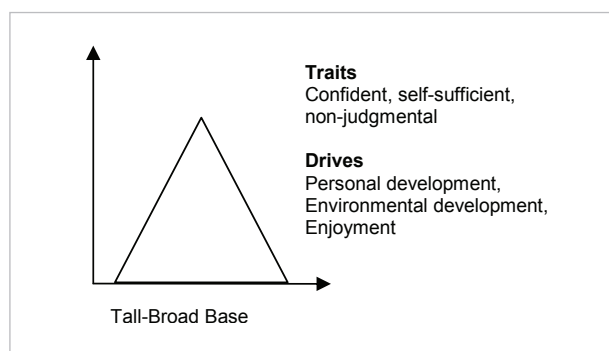 Traits
Confident, self-sufficient,
non-judgmental
Drives
Personal development,
Environmental development,
Enjoyment
Tall-Broad Base